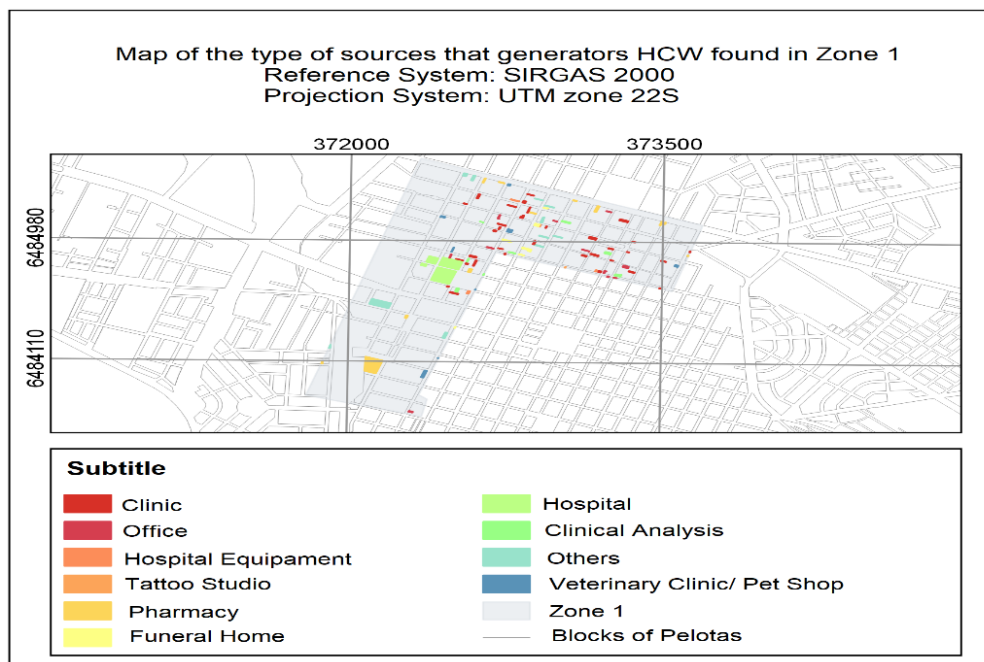 Map of the type of sources that generators HCW found in Zone 1
Reference System: SIRGAS 2000
Projection System: UTM zone 22S
372000
373500
6484980
6484110
Subtitle
Clinic
Office
Hospital Equipament
Tattoo Studio
Pharmacy
Funeral Home
Hospital
Clinical Analysis
Others
Veterinary Clinic/ Pet Shop
Zone 1
Blocks of Pelotas